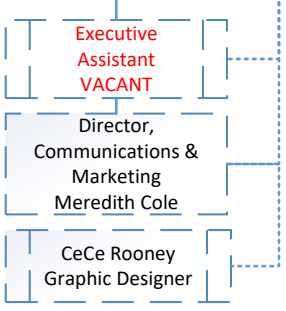 Executive
Assistant
VACANT
Director,
Communications &
Marketing
Meredith Cole
CeCe Rooney
Graphic Designer